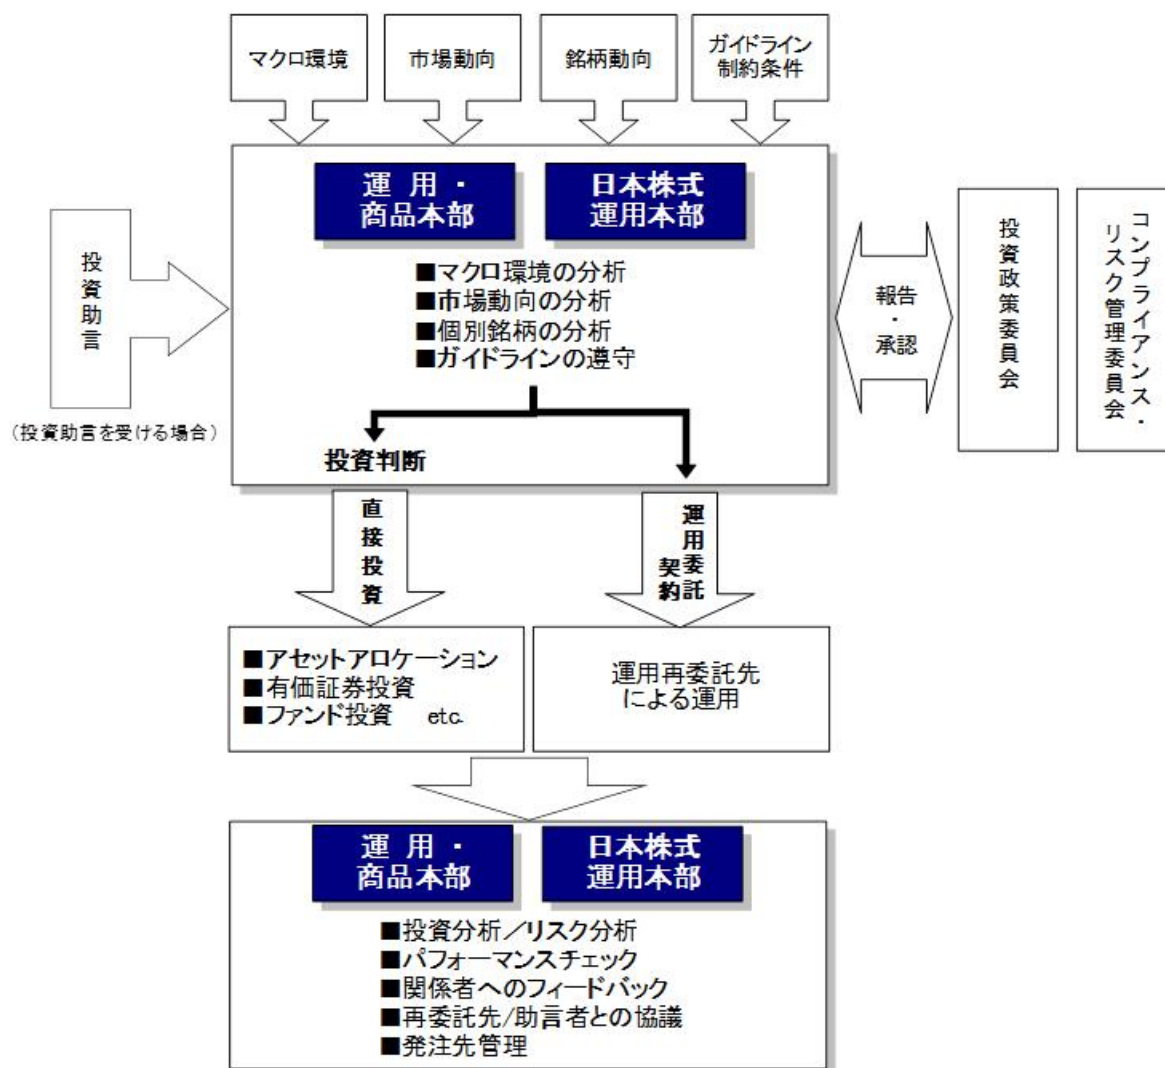 マクロ環境
市場動向
銘柄動向
ガイドライン
制約条件
運 用 ・
商品本部
日本株式
運用本部
投資助言
(投資助言を受ける場合)
■マクロ環境の分析
■市場動向の分析
■個別銘柄の分析
■ガイドラインの遵守
報告
・
承認
投資政策委員会
コンプライアンス・
リスク管理委員会
投資判断
直接投資
運用委託
契約
■アセットアロケーション
■有価証券投資
■ファンド投資 etc.
運用再委託先
による運用
運 用 ・
商品本部
日本株式
運用本部
■投資分析/リスク分析
■パフォーマンスチェック
■関係者へのフィードバック
■再委託先/助言者との協議
■発注先管理